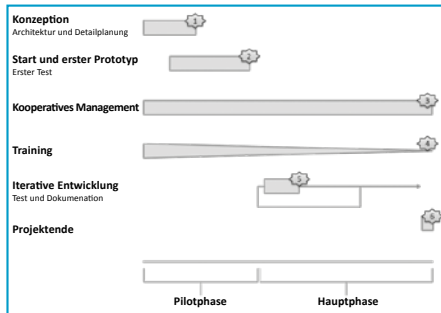 Konzeption
1
Architektur und Detailplanung
Start und erster Prototyp
2
Erster Test
Kooperatives Management
3
Training
4
Iterative Entwicklung
5
Test und Dokumenation
Projektende
6
Pilotphase
Hauptphase